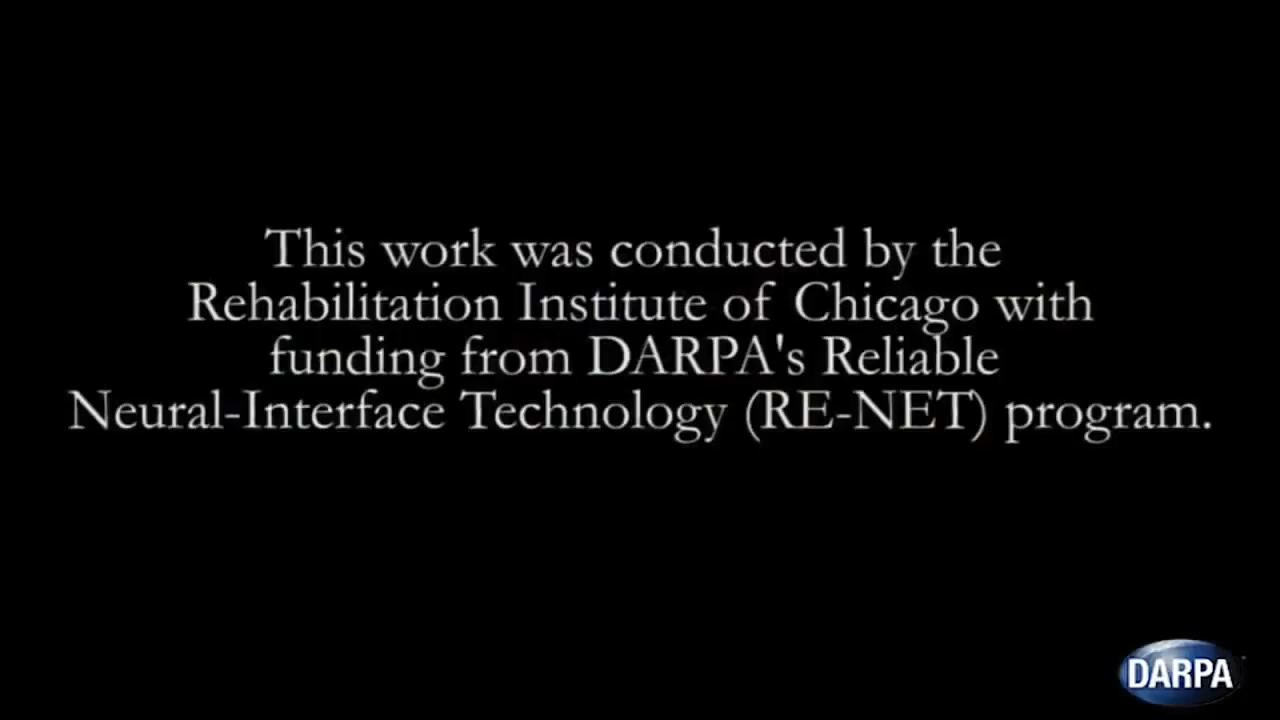 This work was conducted by the
Rehabilitation Institute of Chicago with
funding from DARPA's Reliable
Neural-Interface Technology (RE-NET) program.
DARPA